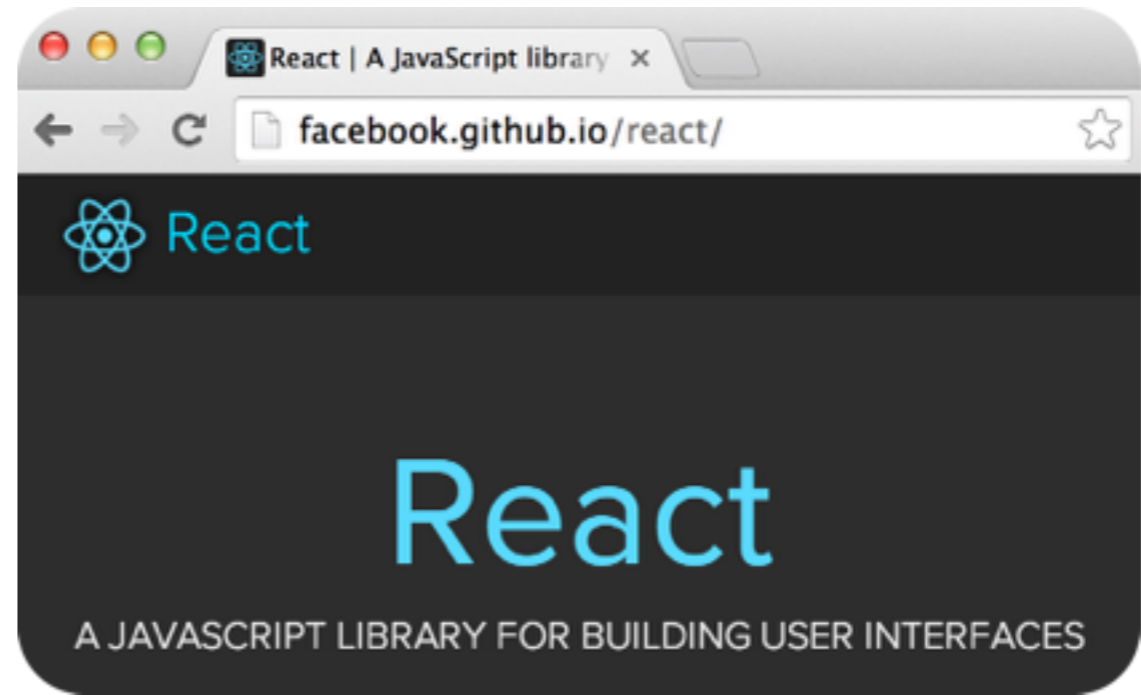 React | A JavaScript library
facebook.github.io/react/
React
React
A JAVASCRIPT LIBRARY FOR BUILDING USER INTERFACES